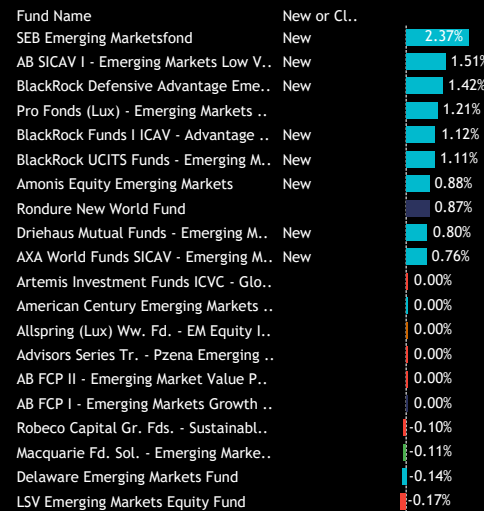 Fund Name New or Cl..
SEB Emerging Marketsfond New 2.37%
AB SICAV I - Emerging Markets Low V.. New 1.51%
BlackRock Defensive Advantage Eme.. New 1.42%
Pro Fonds (Lux) - Emerging Markets .. 1.21%
BlackRock Funds I ICAV - Advantage .. New 1.12%
BlackRock UCITS Funds - Emerging M.. New 1.11%
Amonis Equity Emerging Markets New 0.88%
Rondure New World Fund 0.87%
Driehaus Mutual Funds - Emerging M.. New 0.80%
AXA World Funds SICAV - Emerging M.. New 0.76%
Artemis Investment Funds ICVC - Glo.. 0.00%
American Century Emerging Markets .. 0.00%
Allspring (Lux) Ww. Fd. - EM Equity I.. 0.00%
Advisors Series Tr. - Pzena Emerging .. 0.00%
AB FCP II - Emerging Market Value P.. 0.00%
AB FCP I - Emerging Markets Growth .. 0.00%
Robeco Capital Gr. Fds. - Sustainabl.. -0.10%
Macquarie Fd. Sol. - Emerging Marke.. -0.11%
Delaware Emerging Markets Fund -0.14%
LSV Emerging Markets Equity Fund -0.17%